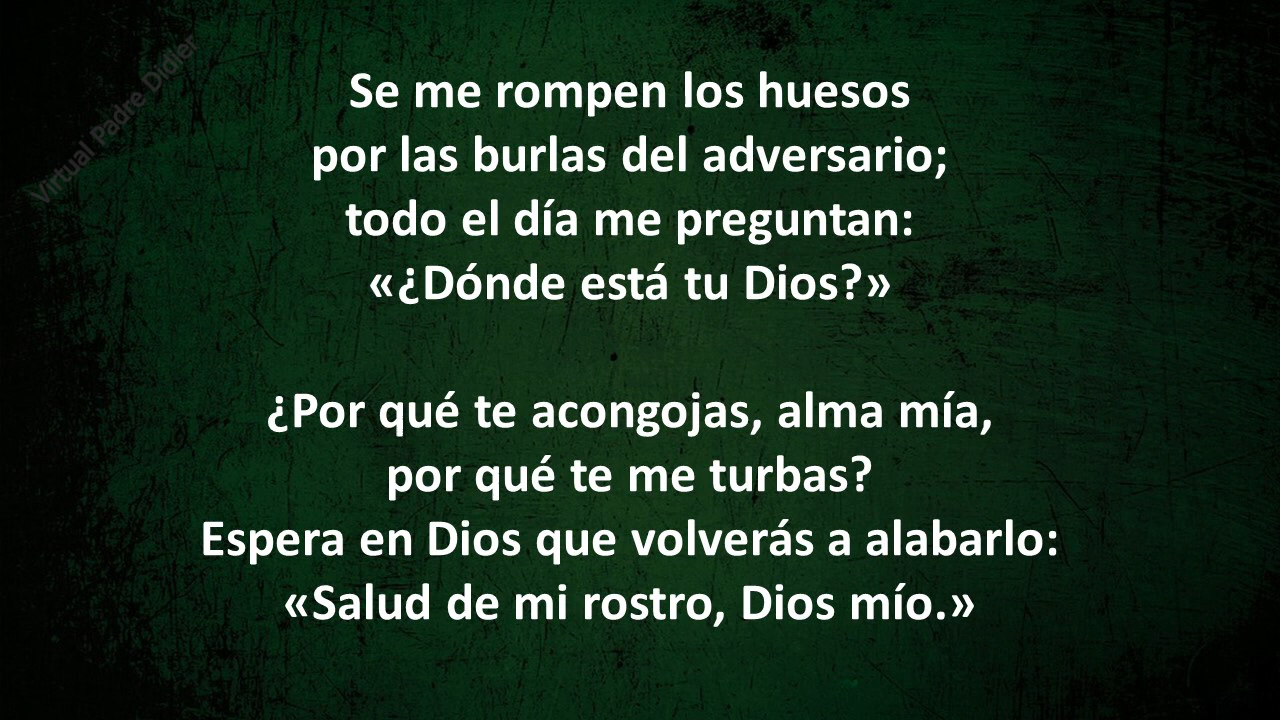 Virtual Padre Didier
Se me rompen los huesos
por las burlas del adversario;
todo el día me preguntan:
«¿Dónde está tu Dios?»
¿Por qué te acongojas, alma mía,
por qué te me turbas?
Espera en Dios que volverás a alabarlo:
«Salud de mi rostro, Dios mío.»